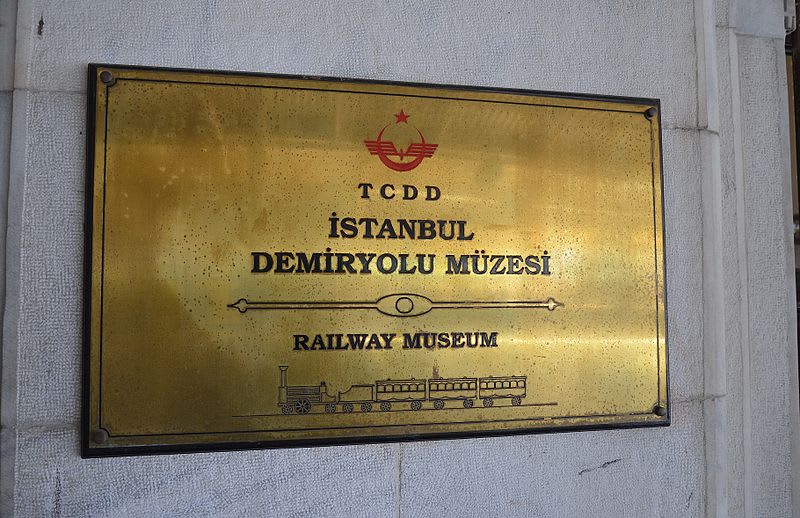 TCDD
İSTANBUL
DEMİRYOLU MÜZESİ
RAILWAY MUSEUM